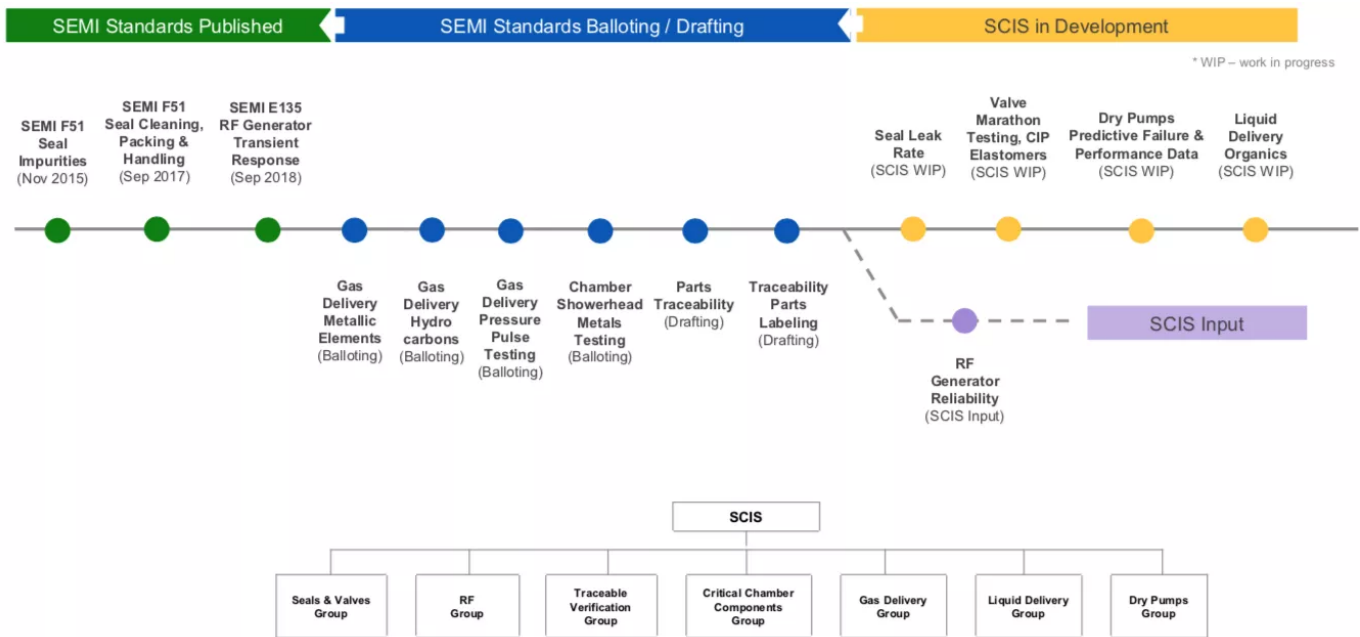 SEMI Standards Published
SEMI Standards Balloting / Drafting
SCIS in Development
* WIP – work in progress
SEMI F51
Seal
Impurities
(Nov 2015)
SEMI F51
Seal Cleaning,
Packing &
Handling
(Sep 2017)
SEMI E135
RF Generator
Transient
Response
(Sep 2018)
Seal Leak
Rate
(SCIS WIP)
Valve
Marathon
Testing, CIP
Elastomers
(SCIS WIP)
Dry Pumps
Predictive Failure &
Performance Data
(SCIS WIP)
Liquid
Delivery
Organics
(SCIS WIP)
Gas
Delivery
Metallic
Elements
(Balloting)
Gas
Delivery
Hydro
carbons
(Balloting)
Gas
Delivery
Pressure
Pulse
Testing
(Balloting)
Chamber
Showerhead
Metals
Testing
(Balloting)
Parts
Traceability
(Drafting)
Traceability
Parts
Labeling
(Drafting)
SCIS Input
RF
Generator
Reliability
(SCIS Input)
SCIS
Seals & Valves
Group
RF
Group
Traceable
Verification
Group
Critical Chamber
Components
Group
Gas Delivery
Group
Liquid Delivery
Group
Dry Pumps
Group